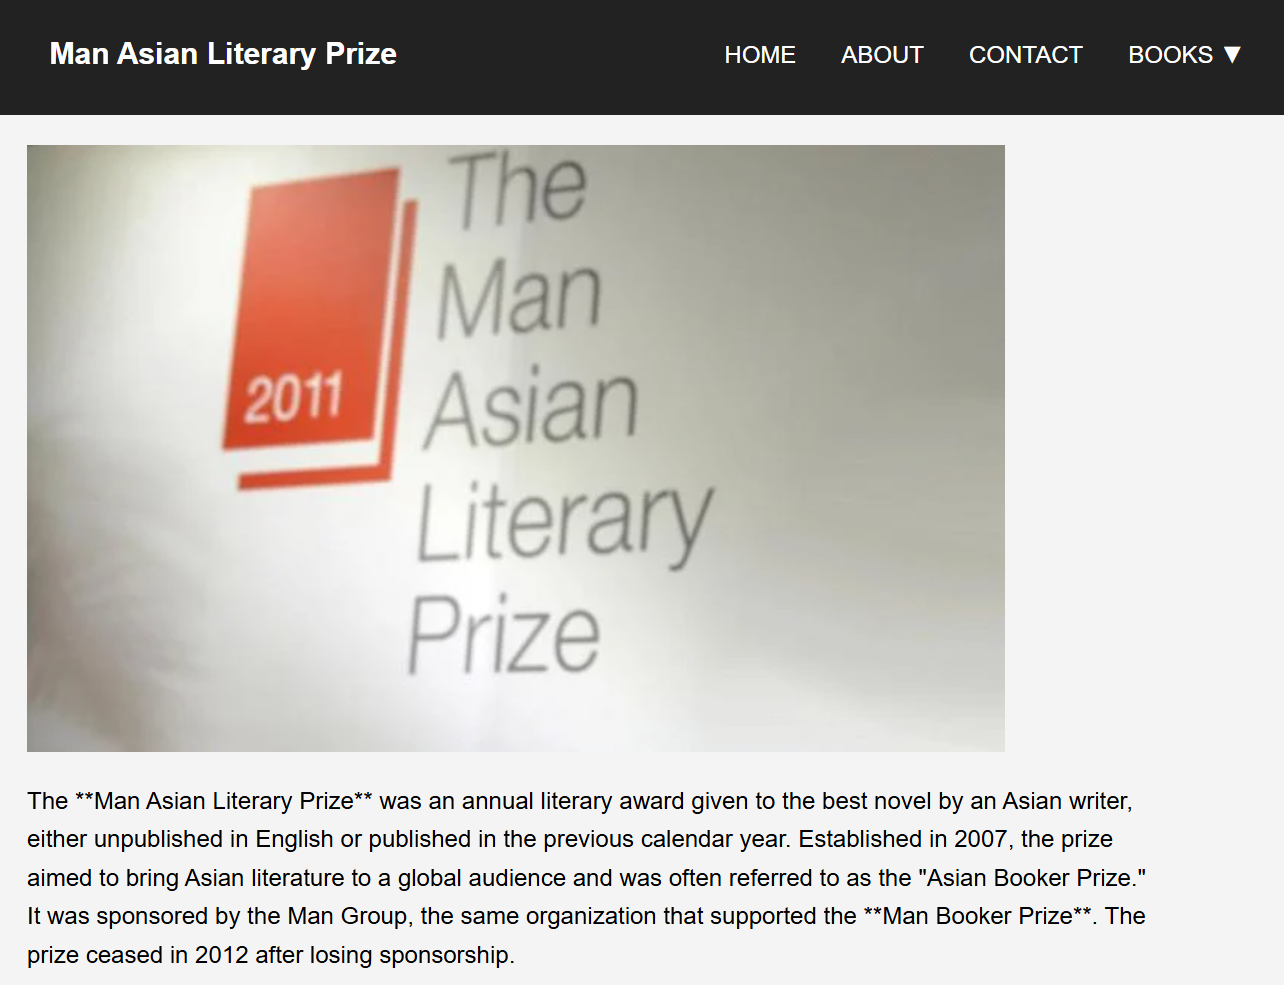 Man Asian Literary Prize
HOME ABOUT CONTACT BOOKS ▼
The
Man
Asian
Literary
Prize
2011
The **Man Asian Literary Prize** was an annual literary award given to the best novel by an Asian writer,
either unpublished in English or published in the previous calendar year. Established in 2007, the prize
aimed to bring Asian literature to a global audience and was often referred to as the "Asian Booker Prize."
It was sponsored by the Man Group, the same organization that supported the **Man Booker Prize**. The
prize ceased in 2012 after losing sponsorship.